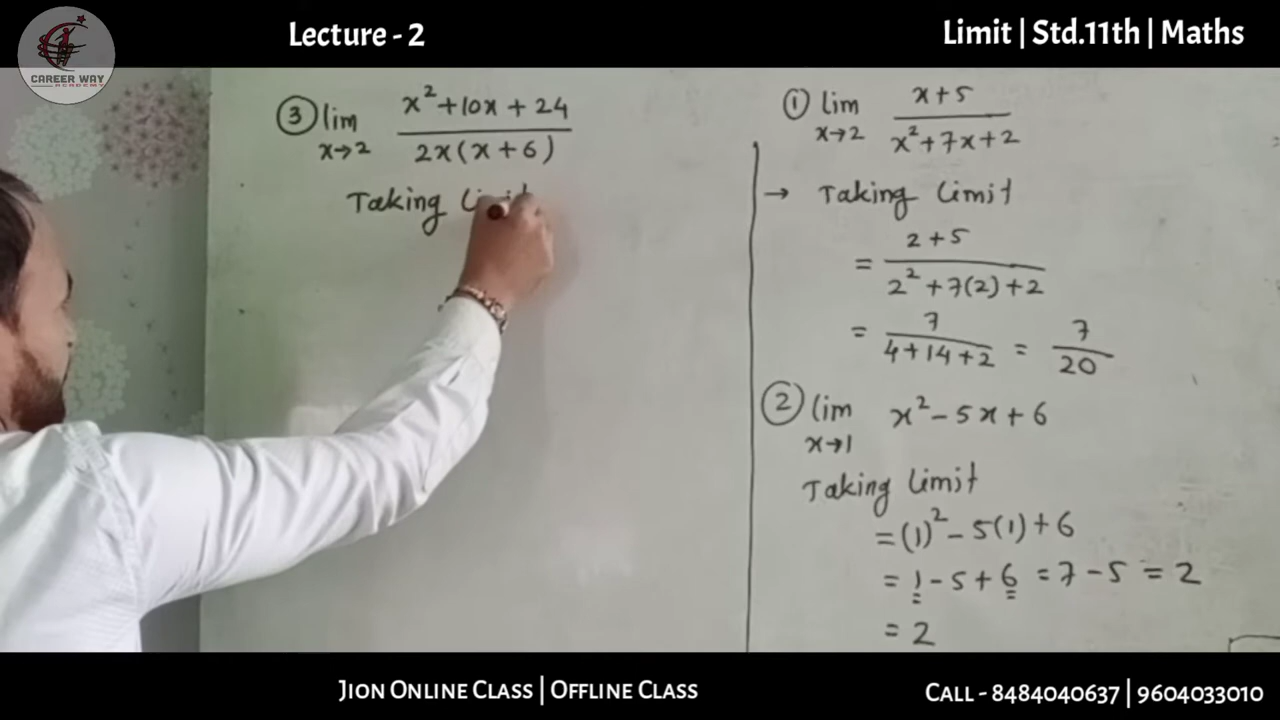 Lecture - 2
Limit | Std.11th | Maths
CAREER WAY
ACADEMY
③ lim x→2 (x²+10x+24)/(2x(x+6))
Taking Limit
① lim x→2 (x+5)/(x²+7x+2)
→ Taking Limit
= (2+5)/(2²+7(2)+2)
= 7/(4+14+2) = 7/20
② lim x→1 x²-5x+6
Taking Limit
= (1)²-5(1)+6
= 1-5+6 = 7-5 = 2
= 2
Jion Online Class | Offline Class
Call - 8484040637 | 9604033010